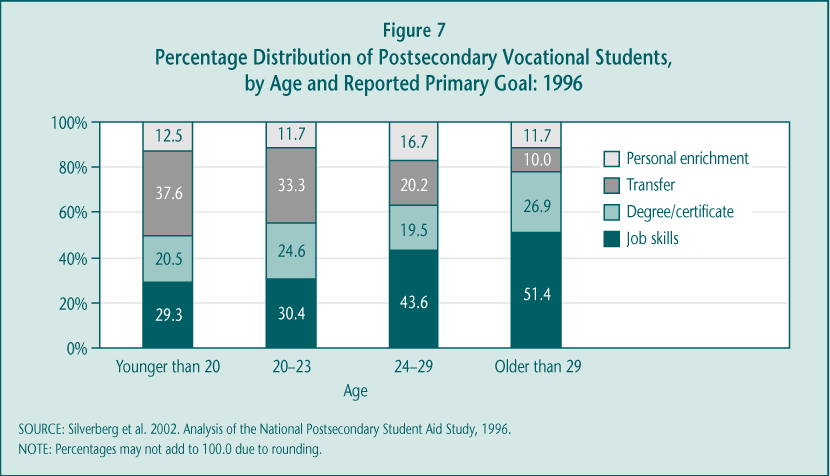 Figure 7
Percentage Distribution of Postsecondary Vocational Students,
by Age and Reported Primary Goal: 1996
100%
80%
60%
40%
20%
0%
12.5
37.6
20.5
29.3
11.7
33.3
24.6
30.4
16.7
20.2
19.5
43.6
11.7
10.0
26.9
51.4
Personal enrichment
Transfer
Degree/certificate
Job skills
Younger than 20
20–23
24–29
Older than 29
Age
SOURCE: Silverberg et al. 2002. Analysis of the National Postsecondary Student Aid Study, 1996.
NOTE: Percentages may not add to 100.0 due to rounding.